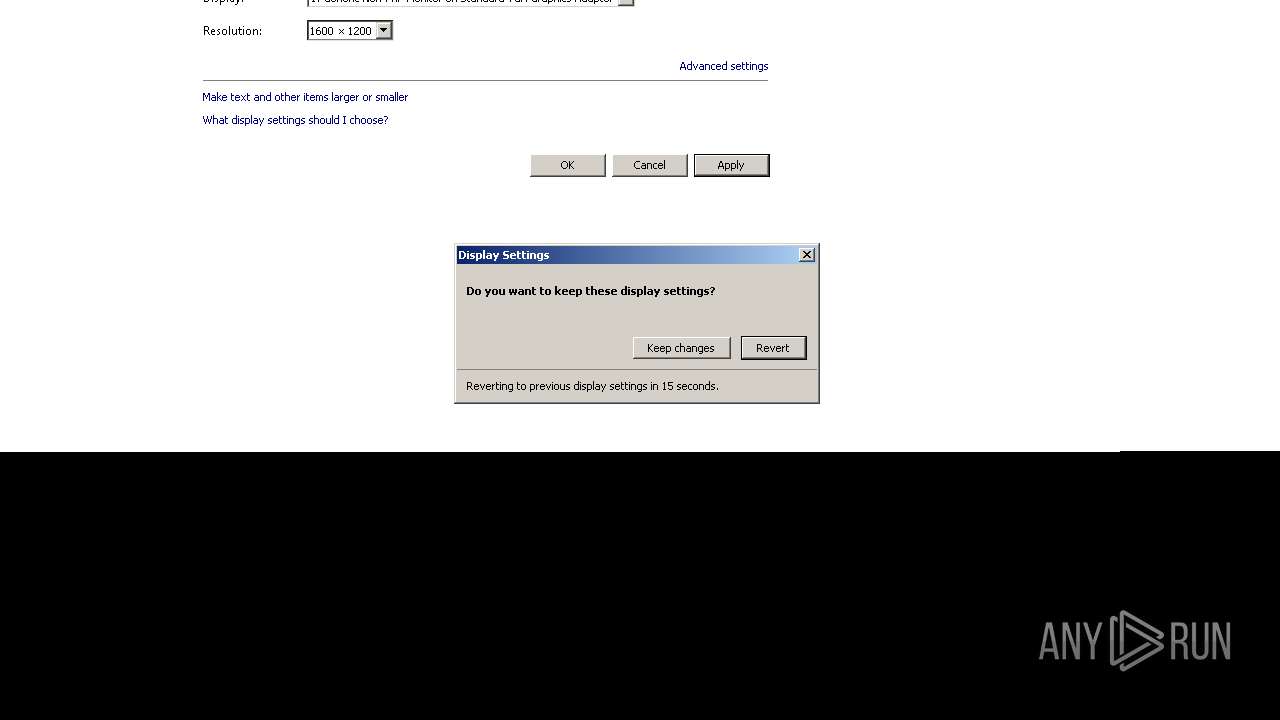 Resolution:
1600 × 1200
Advanced settings
Make text and other items larger or smaller
What display settings should I choose?
OK
Cancel
Apply
Display Settings
Do you want to keep these display settings?
Keep changes
Revert
Reverting to previous display settings in 15 seconds.
ANY RUN